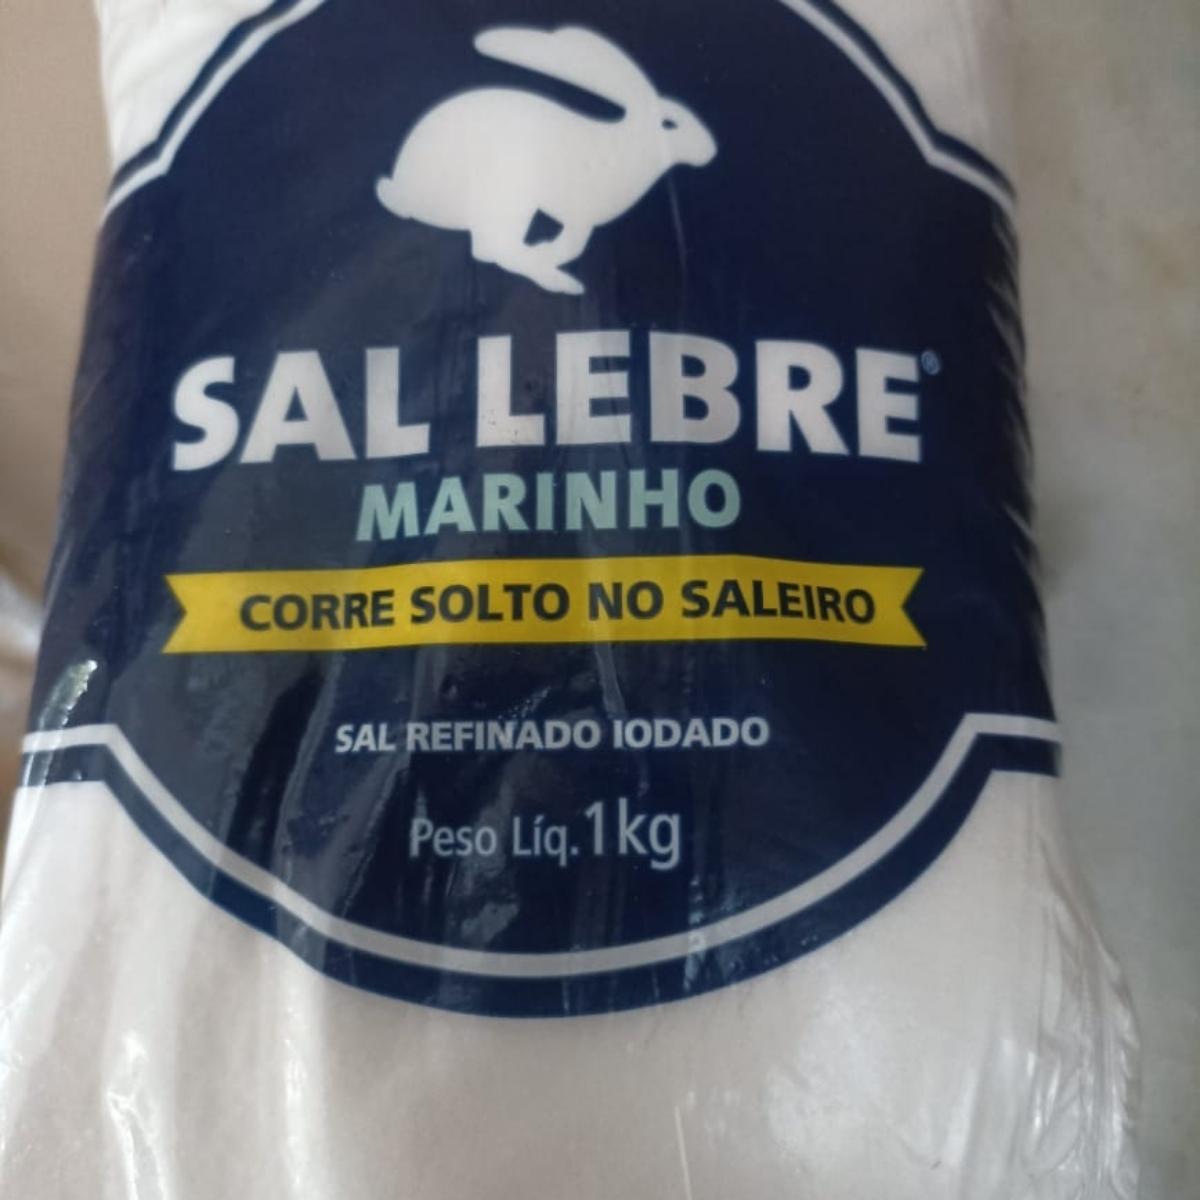 SAL LEBRE®
MARINHO
CORRE SOLTO NO SALEIRO
SAL REFINADO IODADO
Peso Líq.1kg